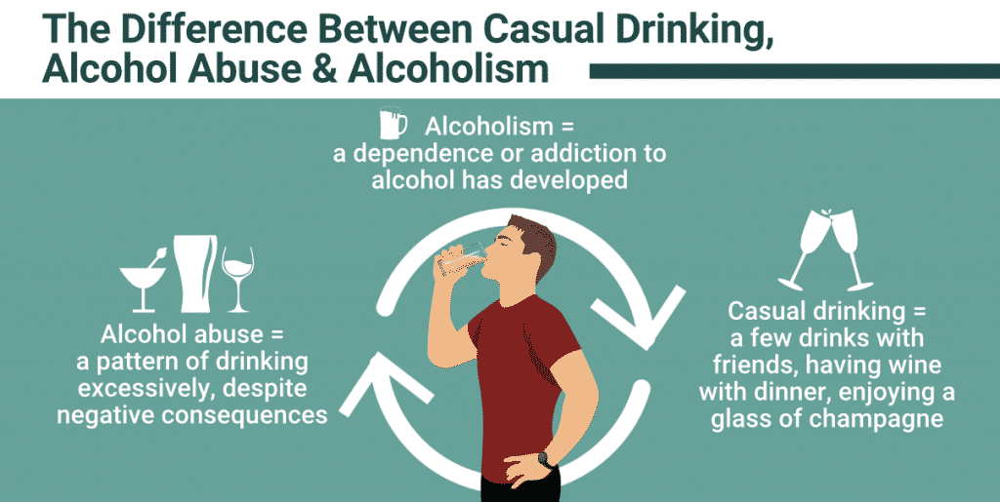 The Difference Between Casual Drinking,
Alcohol Abuse & Alcoholism
Alcoholism =
a dependence or addiction to
alcohol has developed
Alcohol abuse =
a pattern of drinking
excessively, despite
negative consequences
Casual drinking =
a few drinks with
friends, having wine
with dinner, enjoying a
glass of champagne